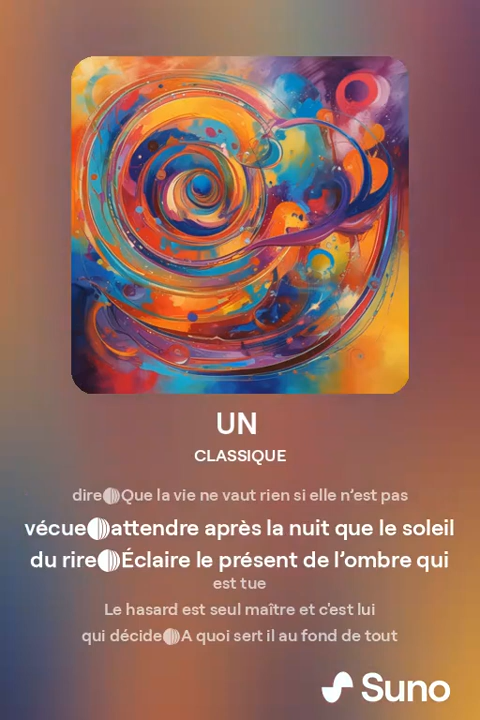 UN
CLASSIQUE
dire Que la vie ne vaut rien si elle n’est pas
vécue attendre après la nuit que le soleil
du rire Éclaire le présent de l’ombre qui
est tue
Le hasard est seul maître et c'est lui
qui décide A quoi sert il au fond de tout
Suno